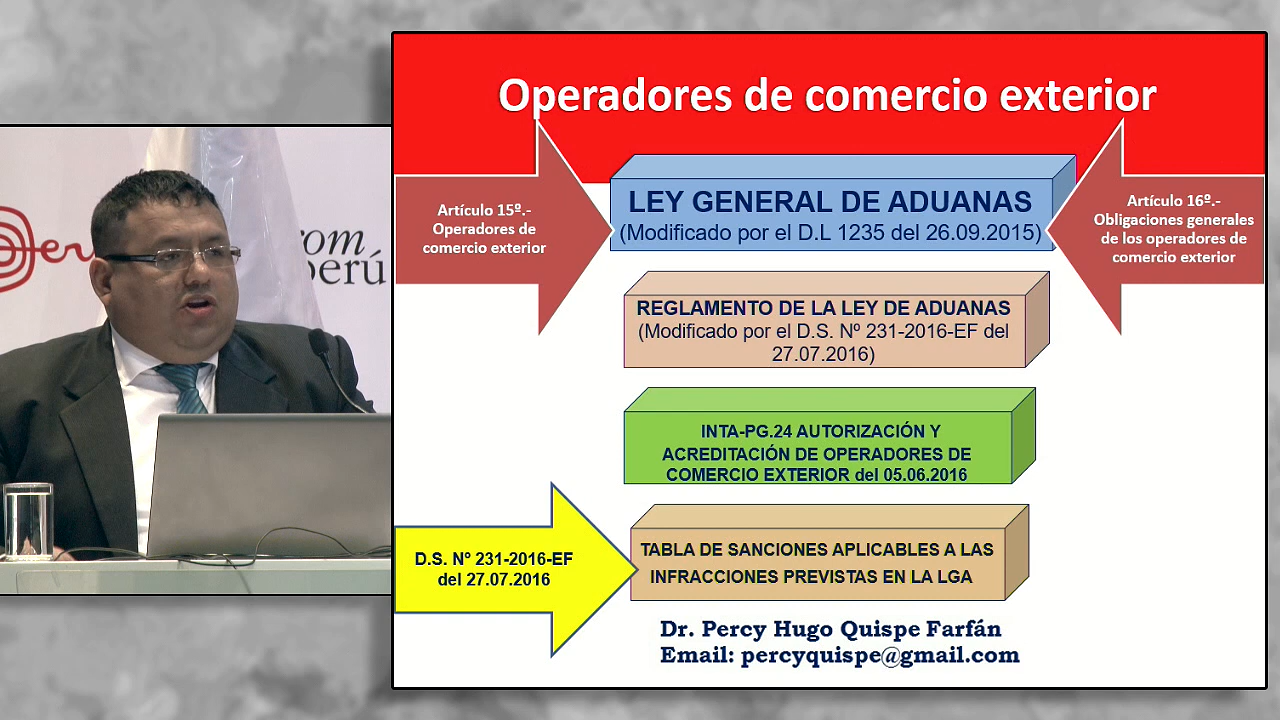 Operadores de comercio exterior
Artículo 15º.-
Operadores de
comercio exterior
LEY GENERAL DE ADUANAS
(Modificado por el D.L 1235 del 26.09.2015)
Artículo 16º.-
Obligaciones generales
de los operadores de
comercio exterior
REGLAMENTO DE LA LEY DE ADUANAS
(Modificado por el D.S. Nº 231-2016-EF del
27.07.2016)
INTA-PG.24 AUTORIZACIÓN Y
ACREDITACIÓN DE OPERADORES DE
COMERCIO EXTERIOR del 05.06.2016
D.S. Nº 231-2016-EF
del 27.07.2016
TABLA DE SANCIONES APLICABLES A LAS
INFRACCIONES PREVISTAS EN LA LGA
Dr. Percy Hugo Quispe Farfán
Email: percyquispe@gmail.com
perú